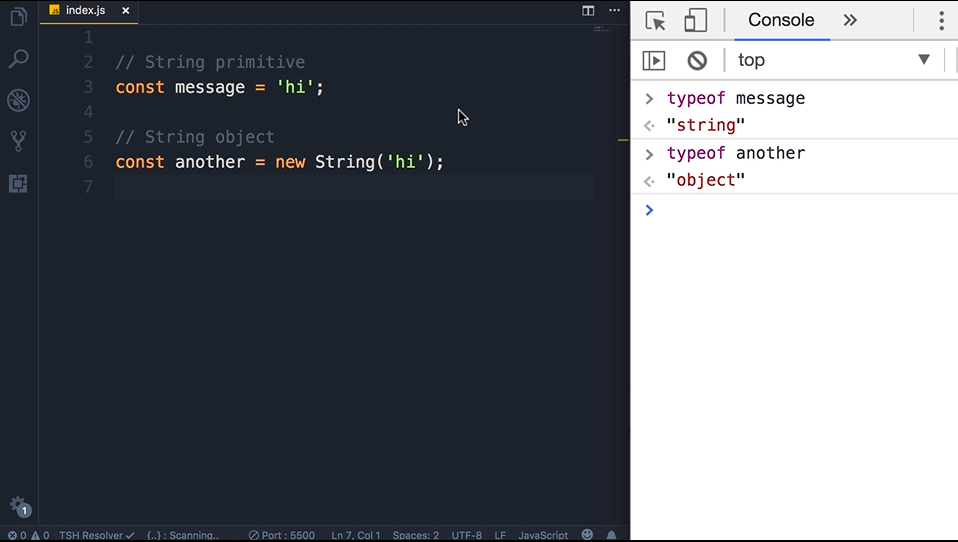 index.js
1
2 // String primitive
3 const message = 'hi';
4
5 // String object
6 const another = new String('hi');
7
1
0 0 TSH Resolver {..} : Scanning.. Port : 5500 Ln 7, Col 1 Spaces: 2 UTF-8 LF JavaScript
Console
top
> typeof message
"string"
> typeof another
"object"
>